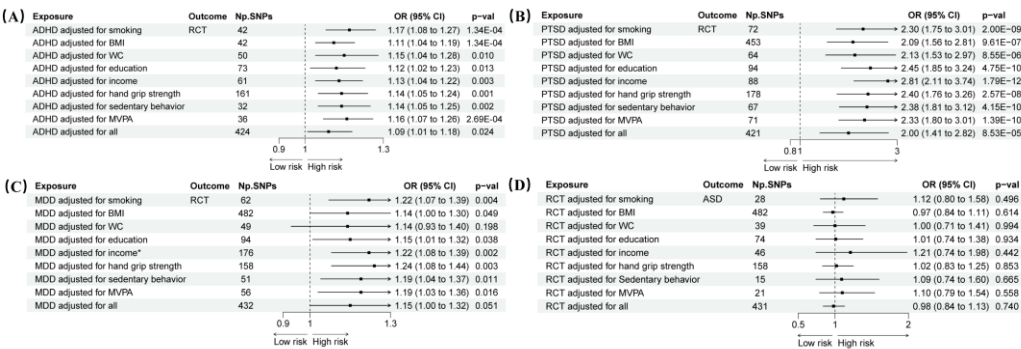 (A) Exposure Outcome Np.SNPs OR (95% CI) p-val
ADHD adjusted for smoking RCT 42 1.17 (1.08 to 1.27) 1.34E-04
ADHD adjusted for BMI 42 1.11 (1.04 to 1.19) 1.34E-04
ADHD adjusted for WC 50 1.15 (1.04 to 1.28) 0.010
ADHD adjusted for education 73 1.12 (1.02 to 1.23) 0.013
ADHD adjusted for income 61 1.13 (1.04 to 1.22) 0.003
ADHD adjusted for hand grip strength 161 1.14 (1.05 to 1.24) 0.001
ADHD adjusted for sedentary behavior 32 1.14 (1.05 to 1.25) 0.002
ADHD adjusted for MVPA 36 1.16 (1.07 to 1.26) 2.69E-04
ADHD adjusted for all 424 1.09 (1.01 to 1.18) 0.024
0.9 1 1.3
Low risk High risk
(B) Exposure Outcome Np.SNPs OR (95% CI) p-val
PTSD adjusted for smoking RCT 72 2.30 (1.75 to 3.01) 2.00E-09
PTSD adjusted for BMI 453 2.09 (1.56 to 2.81) 9.61E-07
PTSD adjusted for WC 64 2.13 (1.53 to 2.97) 8.55E-06
PTSD adjusted for education 94 2.45 (1.85 to 3.24) 4.75E-10
PTSD adjusted for income 88 2.81 (2.11 to 3.74) 1.79E-12
PTSD adjusted for hand grip strength 178 2.40 (1.76 to 3.26) 2.57E-08
PTSD adjusted for sedentary behavior 67 2.38 (1.81 to 3.12) 4.15E-10
PTSD adjusted for MVPA 71 2.33 (1.80 to 3.01) 1.39E-10
PTSD adjusted for all 421 2.00 (1.41 to 2.82) 8.53E-05
0.8 1 3
Low risk High risk
(C) Exposure Outcome Np.SNPs OR (95% CI) p-val
MDD adjusted for smoking RCT 62 1.22 (1.07 to 1.39) 0.004
MDD adjusted for BMI 482 1.14 (1.00 to 1.30) 0.049
MDD adjusted for WC 49 1.14 (0.93 to 1.40) 0.198
MDD adjusted for education 94 1.15 (1.01 to 1.32) 0.038
MDD adjusted for income* 176 1.22 (1.08 to 1.39) 0.002
MDD adjusted for hand grip strength 158 1.24 (1.08 to 1.44) 0.003
MDD adjusted for sedentary behavior 51 1.19 (1.04 to 1.37) 0.011
MDD adjusted for MVPA 56 1.19 (1.03 to 1.36) 0.016
MDD adjusted for all 432 1.15 (1.00 to 1.32) 0.051
0.9 1 1.3
Low risk High risk
(D) Exposure Outcome Np.SNPs OR (95% CI) p-val
RCT adjusted for smoking ASD 28 1.12 (0.80 to 1.58) 0.496
RCT adjusted for BMI 482 0.97 (0.84 to 1.11) 0.614
RCT adjusted for WC 39 1.00 (0.71 to 1.41) 0.994
RCT adjusted for education 74 1.01 (0.74 to 1.38) 0.934
RCT adjusted for income 46 1.21 (0.74 to 1.98) 0.442
RCT adjusted for hand grip strength 158 1.02 (0.83 to 1.25) 0.853
RCT adjusted for Sedentary behavior 15 1.09 (0.74 to 1.60) 0.665
RCT adjusted for MVPA 21 1.10 (0.79 to 1.54) 0.558
RCT adjusted for all 431 0.98 (0.84 to 1.13) 0.740
0.5 1 2
Low risk High risk